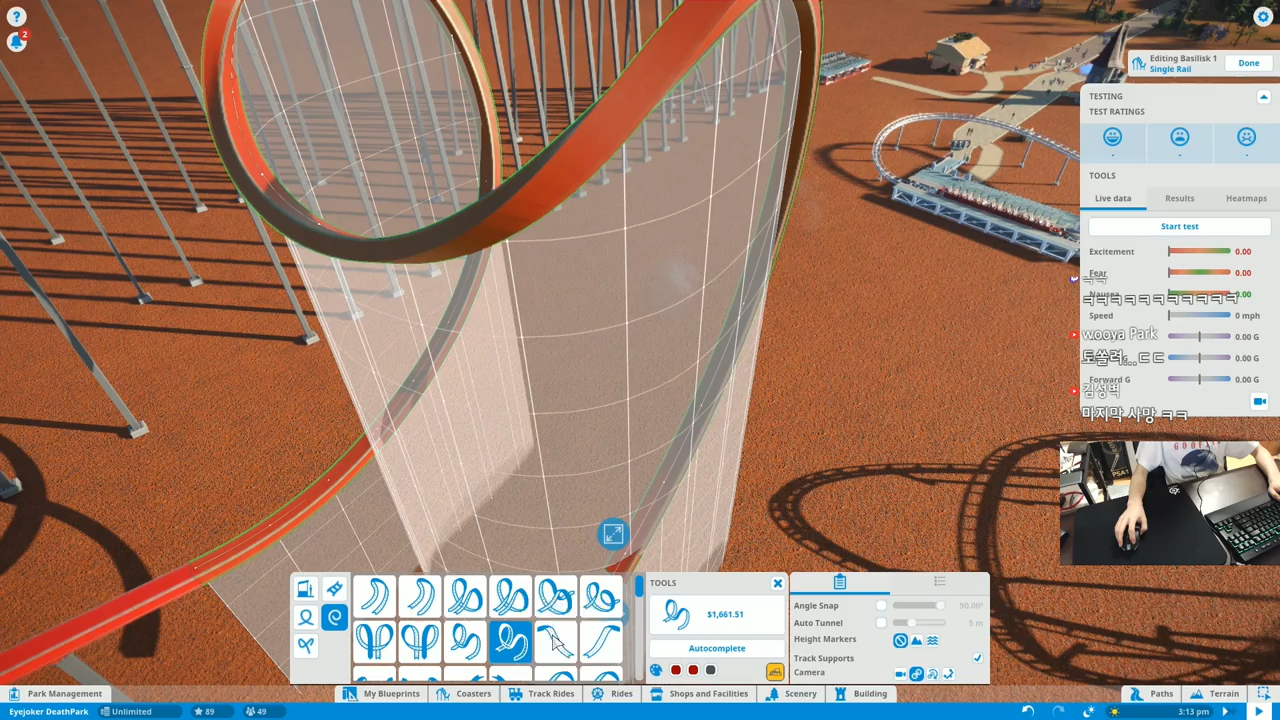 ?
2
Editing Basilisk 1
Single Rail
Done
TESTING
TEST RATINGS
-
-
-
TOOLS
Live data
Results
Heatmaps
Start test
Excitement
0.00
Fear
0.00
ㅋㅋ
ㅋㅋㅋㅋㅋㅋㅋㅋㅋㅋㅋ
Speed
0 mph
wooya Park
0.00 G
토쏠려...ㄷㄷ
0.00 G
Forward G
0.00 G
김성벽
마지막 사망 ㅋㅋ
TOOLS
$1,661.51
Autocomplete
Angle Snap
90.00°
Auto Tunnel
5 m
Height Markers
Track Supports
Camera
Park Management
My Blueprints
Coasters
Track Rides
Rides
Shops and Facilities
Scenery
Building
Paths
Terrain
Eyejoker DeathPark
Unlimited
89
49
3:13 pm